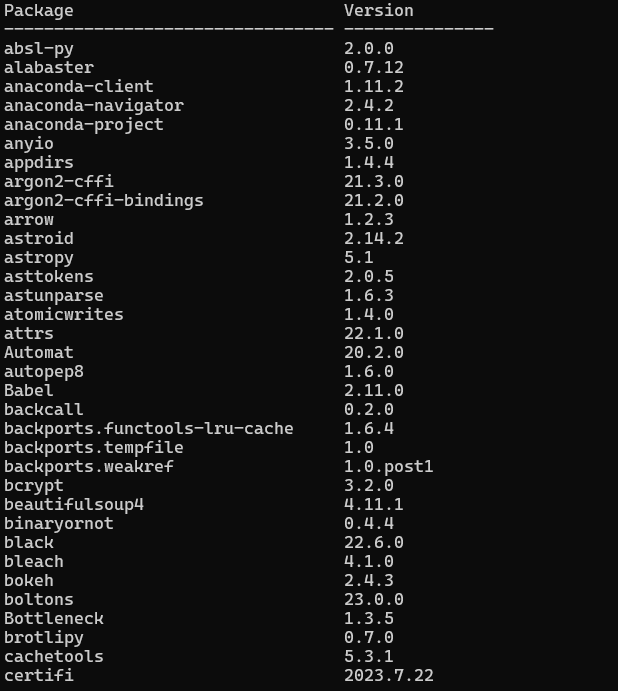 Package                           Version
--------------------------------- ---------------
absl-py                           2.0.0
alabaster                         0.7.12
anaconda-client                   1.11.2
anaconda-navigator                2.4.2
anaconda-project                  0.11.1
anyio                             3.5.0
appdirs                           1.4.4
argon2-cffi                       21.3.0
argon2-cffi-bindings              21.2.0
arrow                             1.2.3
astroid                           2.14.2
astropy                           5.1
asttokens                         2.0.5
astunparse                        1.6.3
atomicwrites                      1.4.0
attrs                             22.1.0
Automat                           20.2.0
autopep8                          1.6.0
Babel                             2.11.0
backcall                          0.2.0
backports.functools-lru-cache     1.6.4
backports.tempfile                1.0
backports.weakref                 1.0.post1
bcrypt                            3.2.0
beautifulsoup4                    4.11.1
binaryornot                       0.4.4
black                             22.6.0
bleach                            4.1.0
bokeh                             2.4.3
boltons                           23.0.0
Bottleneck                        1.3.5
brotlipy                          0.7.0
cachetools                        5.3.1
certifi                           2023.7.22